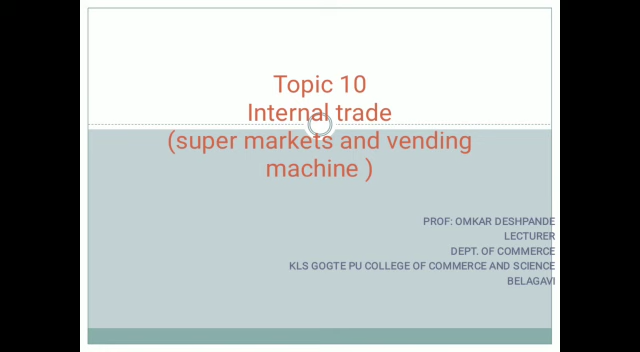 Topic 10
Internal trade
(super markets and vending
machine )
PROF: OMKAR DESHPANDE
LECTURER
DEPT. OF COMMERCE
KLS GOGTE PU COLLEGE OF COMMERCE AND SCIENCE
BELAGAVI